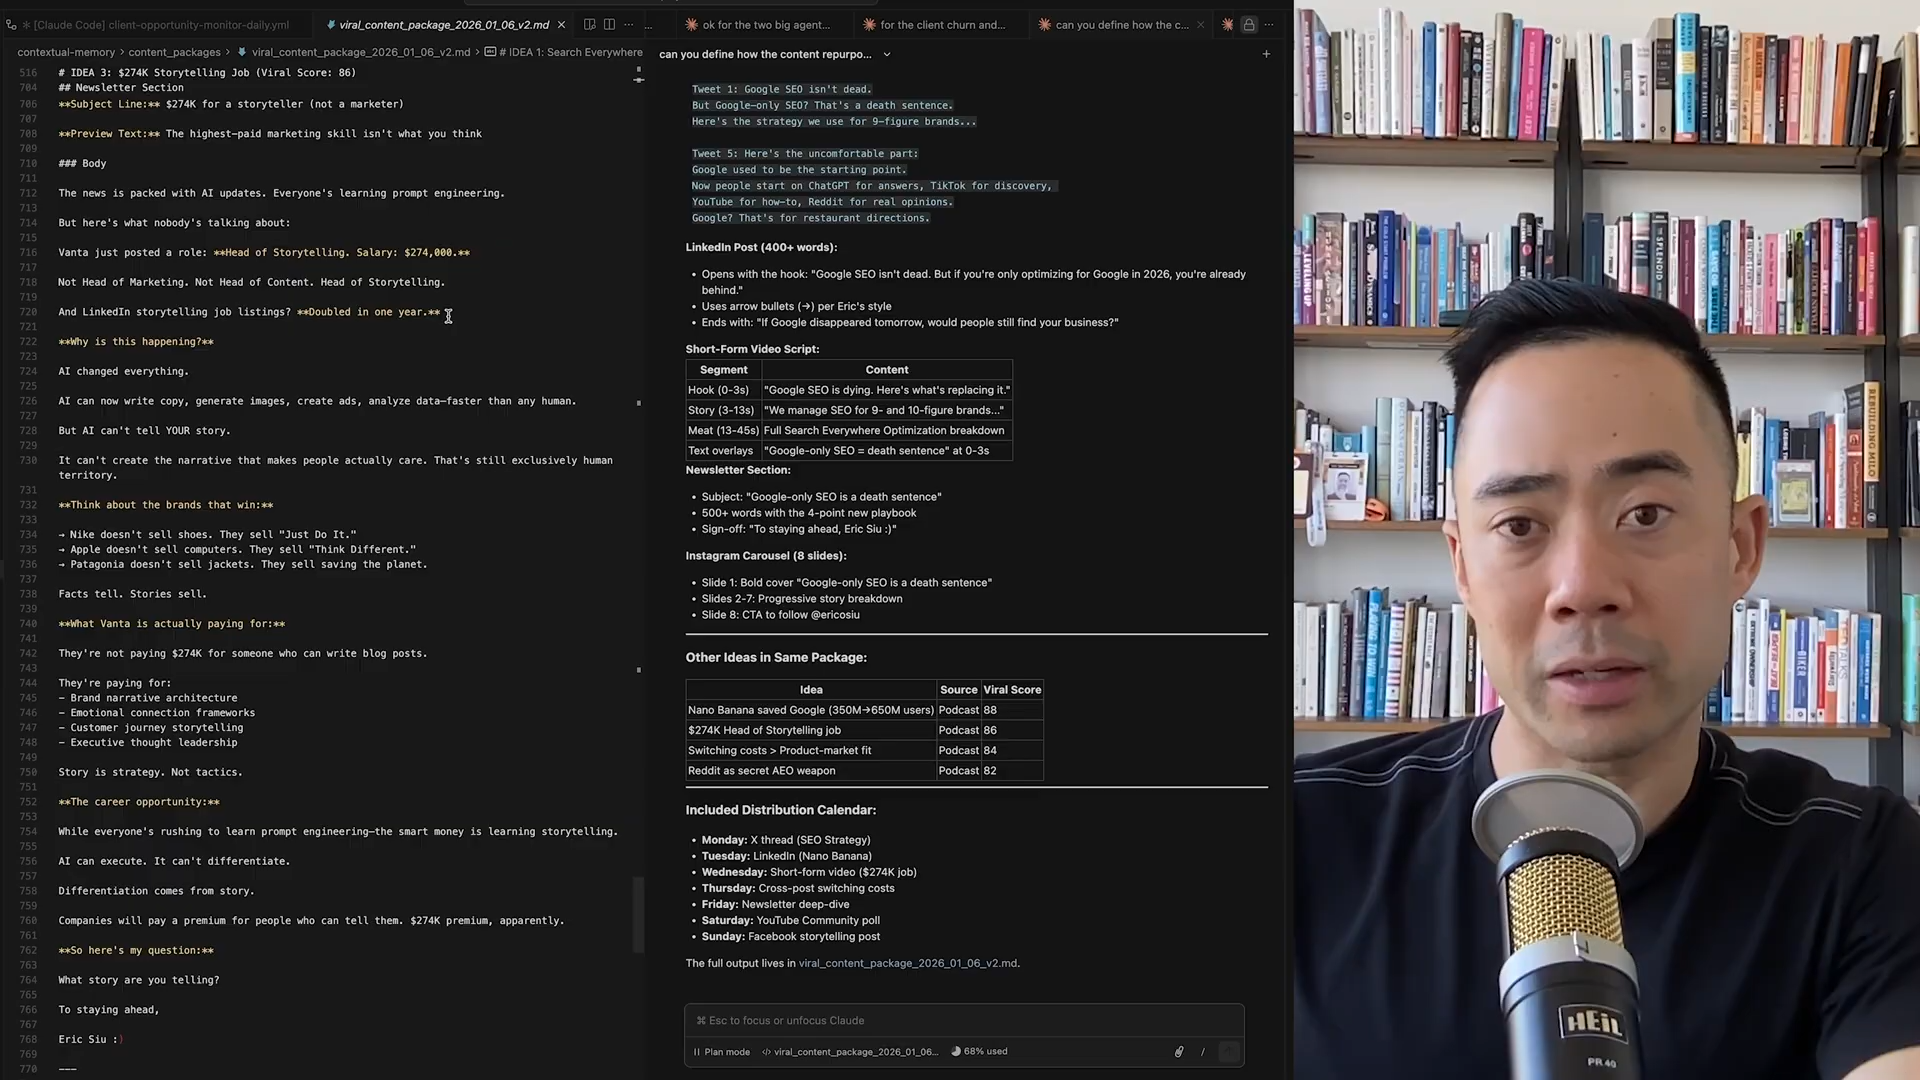 * [Claude Code] client-opportunity-monitor-daily.yml
viral_content_package_2026_01_06_v2.md ×
...
ok for the two big agent...
for the client churn and...
can you define how the c... ×
contextual-memory > content_packages > viral_content_package_2026_01_06_v2.md > # IDEA 1: Search Everywhere
516 # IDEA 3: $274K Storytelling Job (Viral Score: 86)
704 ## Newsletter Section
706 **Subject Line:** $274K for a storyteller (not a marketer)
707
708 **Preview Text:** The highest-paid marketing skill isn't what you think
709
710 ### Body
711
712 The news is packed with AI updates. Everyone's learning prompt engineering.
713
714 But here's what nobody's talking about:
715
716 Vanta just posted a role: **Head of Storytelling. Salary: $274,000.**
717
718 Not Head of Marketing. Not Head of Content. Head of Storytelling.
719
720 And LinkedIn storytelling job listings? **Doubled in one year.**
721
722 **Why is this happening?**
723
724 AI changed everything.
725
726 AI can now write copy, generate images, create ads, analyze data—faster than any human.
727
728 But AI can't tell YOUR story.
729
730 It can't create the narrative that makes people actually care. That's still exclusively human
territory.
731
732 **Think about the brands that win:**
733
734 → Nike doesn't sell shoes. They sell "Just Do It."
735 → Apple doesn't sell computers. They sell "Think Different."
736 → Patagonia doesn't sell jackets. They sell saving the planet.
737
738 Facts tell. Stories sell.
739
740 **What Vanta is actually paying for:**
741
742 They're not paying $274K for someone who can write blog posts.
743
744 They're paying for:
745 - Brand narrative architecture
746 - Emotional connection frameworks
747 - Customer journey storytelling
748 - Executive thought leadership
749
750 Story is strategy. Not tactics.
751
752 **The career opportunity:**
753
754 While everyone's rushing to learn prompt engineering—the smart money is learning storytelling.
755
756 AI can execute. It can't differentiate.
757
758 Differentiation comes from story.
759
760 Companies will pay a premium for people who can tell them. $274K premium, apparently.
761
762 **So here's my question:**
763
764 What story are you telling?
765
766 To staying ahead,
767
768 Eric Siu :)
769
770 ---
can you define how the content repurpo...
Tweet 1: Google SEO isn't dead.
But Google-only SEO? That's a death sentence.
Here's the strategy we use for 9-figure brands...
Tweet 5: Here's the uncomfortable part:
Google used to be the starting point.
Now people start on ChatGPT for answers, TikTok for discovery,
YouTube for how-to, Reddit for real opinions.
Google? That's for restaurant directions.
LinkedIn Post (400+ words):
• Opens with the hook: "Google SEO isn't dead. But if you're only optimizing for Google in 2026, you're already
behind."
• Uses arrow bullets (→) per Eric's style
• Ends with: "If Google disappeared tomorrow, would people still find your business?"
Short-Form Video Script:
Segment Content
Hook (0-3s) "Google SEO is dying. Here's what's replacing it."
Story (3-13s) "We manage SEO for 9- and 10-figure brands..."
Meat (13-45s) Full Search Everywhere Optimization breakdown
Text overlays "Google-only SEO = death sentence" at 0-3s
Newsletter Section:
• Subject: "Google-only SEO is a death sentence"
• 500+ words with the 4-point new playbook
• Sign-off: "To staying ahead, Eric Siu :)"
Instagram Carousel (8 slides):
• Slide 1: Bold cover "Google-only SEO is a death sentence"
• Slides 2-7: Progressive story breakdown
• Slide 8: CTA to follow @ericosiu
Other Ideas in Same Package:
Idea Source Viral Score
Nano Banana saved Google (350M→650M users) Podcast 88
$274K Head of Storytelling job Podcast 86
Switching costs > Product-market fit Podcast 84
Reddit as secret AEO weapon Podcast 82
Included Distribution Calendar:
• Monday: X thread (SEO Strategy)
• Tuesday: LinkedIn (Nano Banana)
• Wednesday: Short-form video ($274K job)
• Thursday: Cross-post switching costs
• Friday: Newsletter deep-dive
• Saturday: YouTube Community poll
• Sunday: Facebook storytelling post
The full output lives in viral_content_package_2026_01_06_v2.md.
⌘ Esc to focus or unfocus Claude
Plan mode </> viral_content_package_2026_01_06... 68% used /
HEiL
PR 40